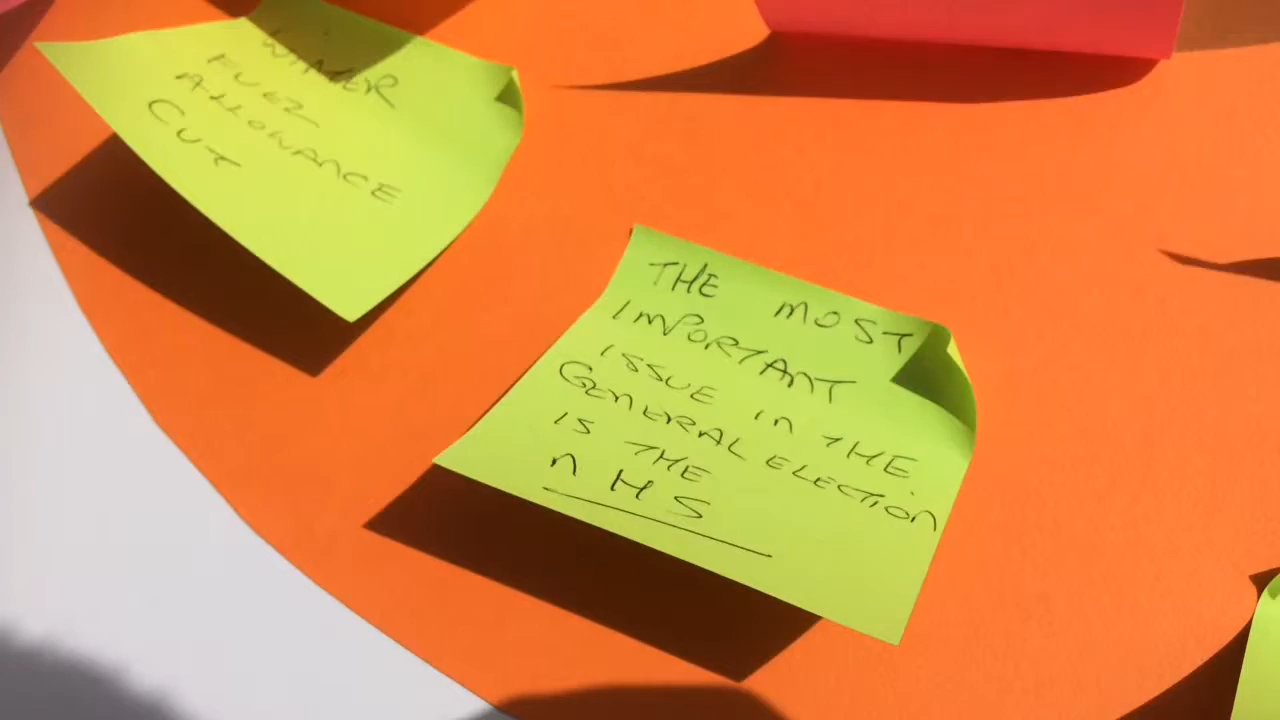 WINTER
FUEL
ALLOWANCE
CUT
THE MOST
IMPORTANT
ISSUE in THE
GENERAL ELECTION
IS THE
nHS